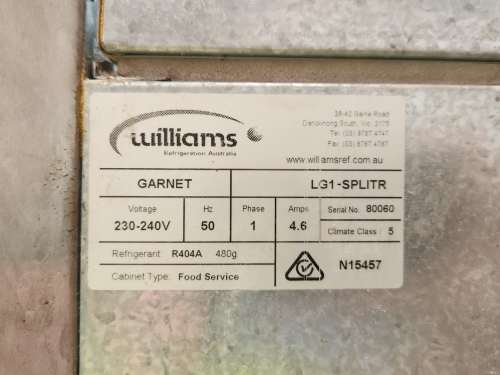 williams
Refrigeration Australia
38-42 Gaine Road
Dandenong South, Vic. 3175
Tel. (03) 8787 4747
Fax. (03) 8787 4787
www.williamsref.com.au
GARNET LG1-SPLITR
Voltage Hz Phase Amps Serial No. 80060
230-240V 50 1 4.6 Climate Class : 5
Refrigerant: R404A 480g
Cabinet Type: Food Service
N15457